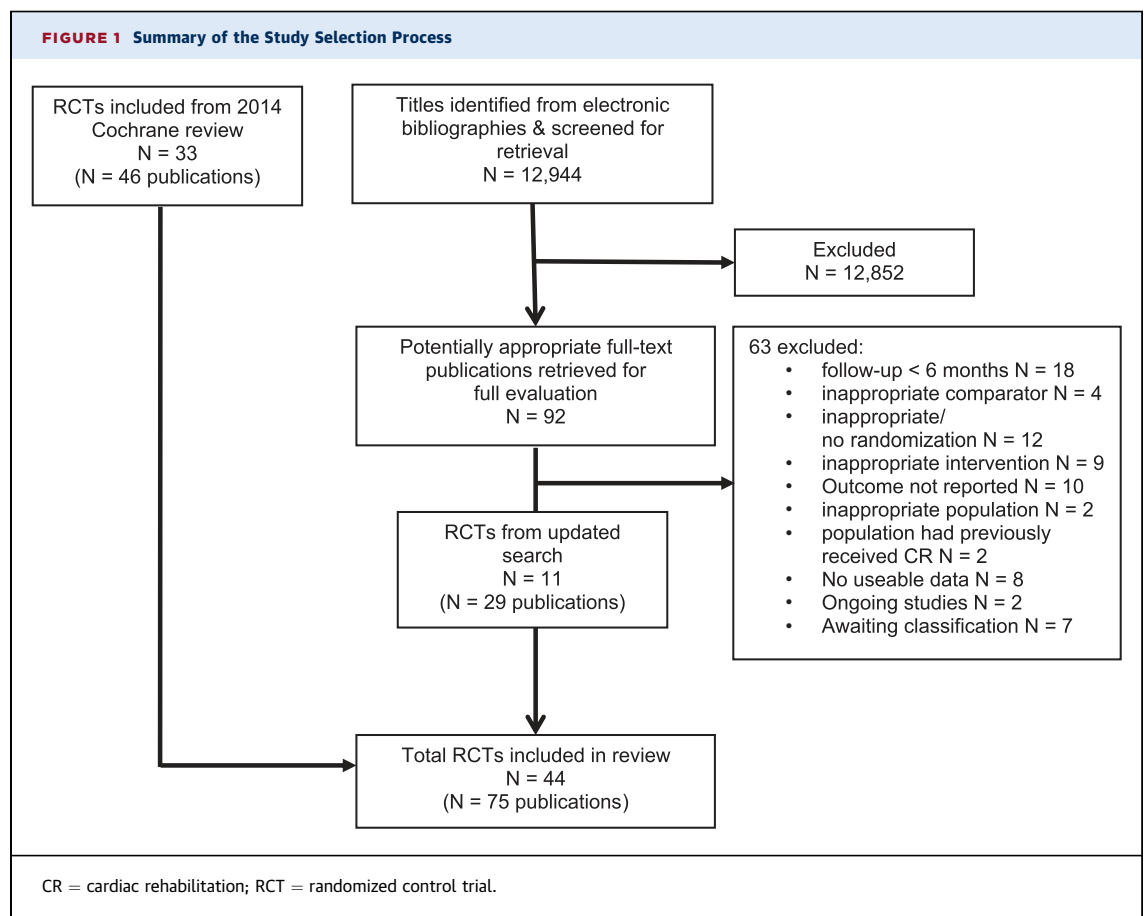 FIGURE 1 Summary of the Study Selection Process
RCTs included from 2014
Cochrane review
N = 33
(N = 46 publications)
Titles identified from electronic
bibliographies & screened for
retrieval
N = 12,944
Excluded
N = 12,852
Potentially appropriate full-text
publications retrieved for
full evaluation
N = 92
63 excluded:
• follow-up < 6 months N = 18
• inappropriate comparator N = 4
• inappropriate/
no randomization N = 12
• inappropriate intervention N = 9
• Outcome not reported N = 10
• inappropriate population N = 2
• population had previously
received CR N = 2
• No useable data N = 8
• Ongoing studies N = 2
• Awaiting classification N = 7
RCTs from updated
search
N = 11
(N = 29 publications)
Total RCTs included in review
N = 44
(N = 75 publications)
CR = cardiac rehabilitation; RCT = randomized control trial.